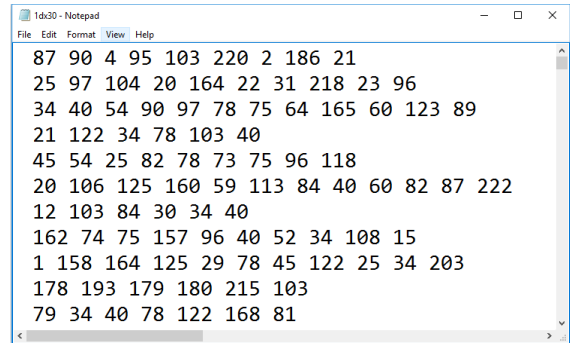 1dx30 - Notepad
File Edit Format View Help
87 90 4 95 103 220 2 186 21
25 97 104 20 164 22 31 218 23 96
34 40 54 90 97 78 75 64 165 60 123 89
21 122 34 78 103 40
45 54 25 82 78 73 75 96 118
20 106 125 160 59 113 84 40 60 82 87 222
12 103 84 30 34 40
162 74 75 157 96 40 52 34 108 15
1 158 164 125 29 78 45 122 25 34 203
178 193 179 180 215 103
79 34 40 78 122 168 81